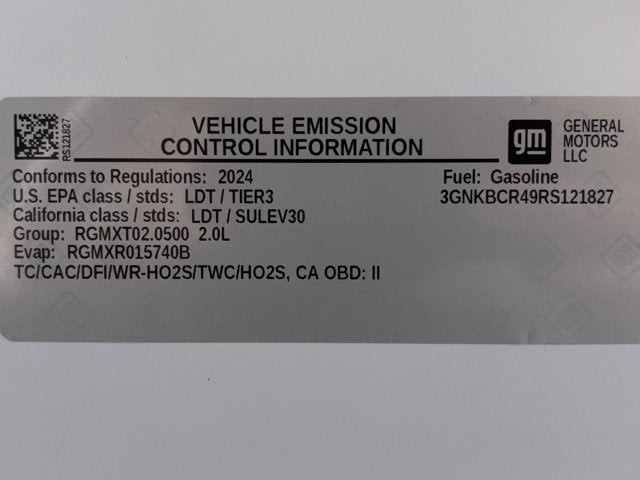 RS121827
VEHICLE EMISSION
CONTROL INFORMATION
gm
GENERAL
MOTORS
LLC
Conforms to Regulations: 2024
Fuel: Gasoline
U.S. EPA class / stds: LDT / TIER3
3GNKBCR49RS121827
California class / stds: LDT / SULEV30
Group: RGMXT02.0500 2.0L
Evap: RGMXR015740B
TC/CAC/DFI/WR-HO2S/TWC/HO2S, CA OBD: II